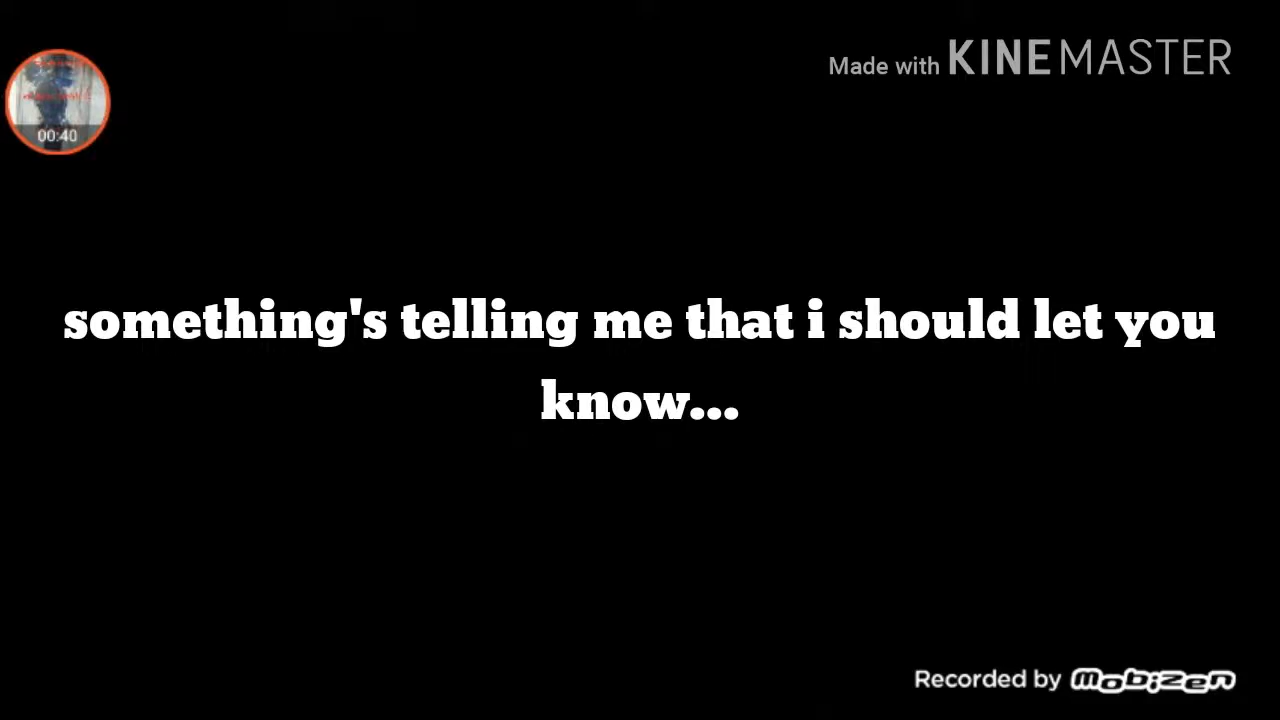 Made with KINEMASTER
00:40
something's telling me that i should let you
know...
Recorded by mobizen